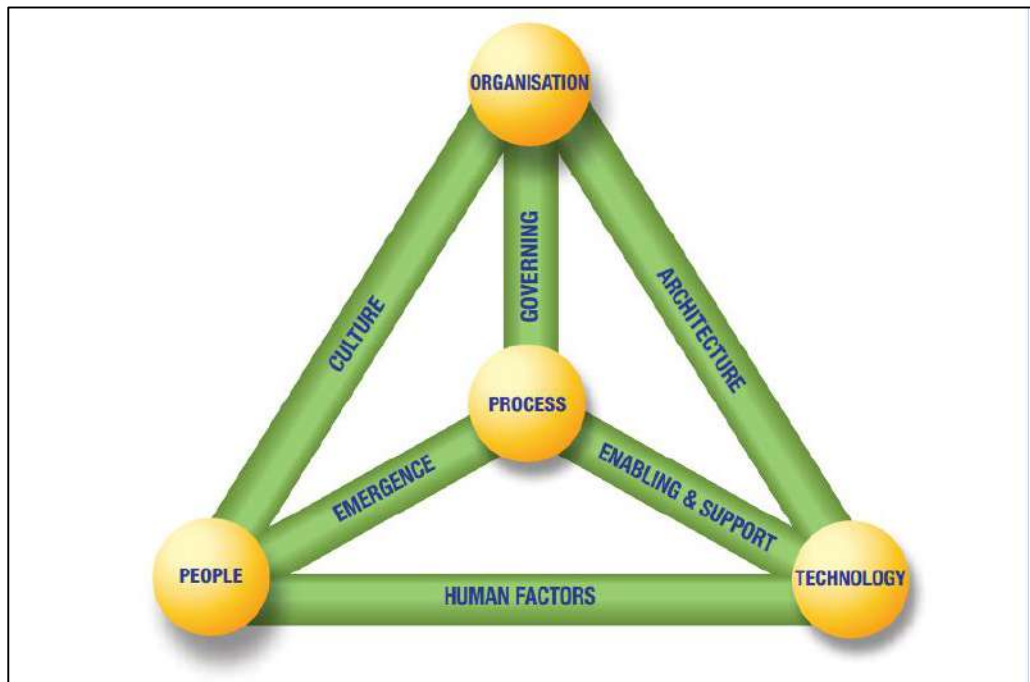 ORGANISATION
GOVERNING
CULTURE
ARCHITECTURE
PROCESS
EMERGENCE
ENABLING & SUPPORT
PEOPLE
HUMAN FACTORS
TECHNOLOGY